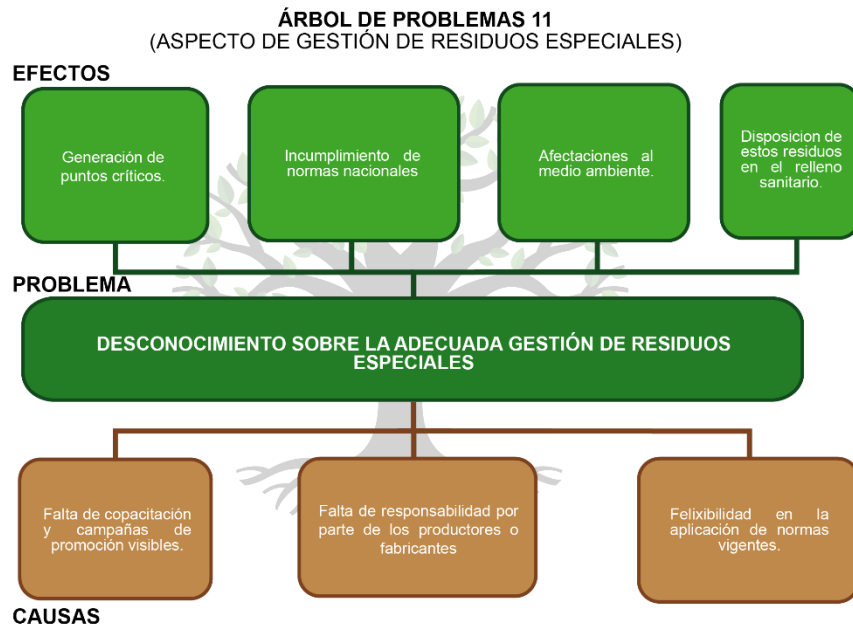 ÁRBOL DE PROBLEMAS 11
(ASPECTO DE GESTIÓN DE RESIDUOS ESPECIALES)
EFECTOS
Generación de
puntos críticos.
Incumplimiento de
normas nacionales
Afectaciones al
medio ambiente.
Disposicion de
estos residuos
en el relleno
sanitario.
PROBLEMA
DESCONOCIMIENTO SOBRE LA ADECUADA GESTIÓN DE RESIDUOS
ESPECIALES
Falta de copacitación
y campañas de
promoción visibles.
Falta de responsabilidad por
parte de los productores o
fabricantes
Felixibilidad en la
aplicación de normas
vigentes.
CAUSAS